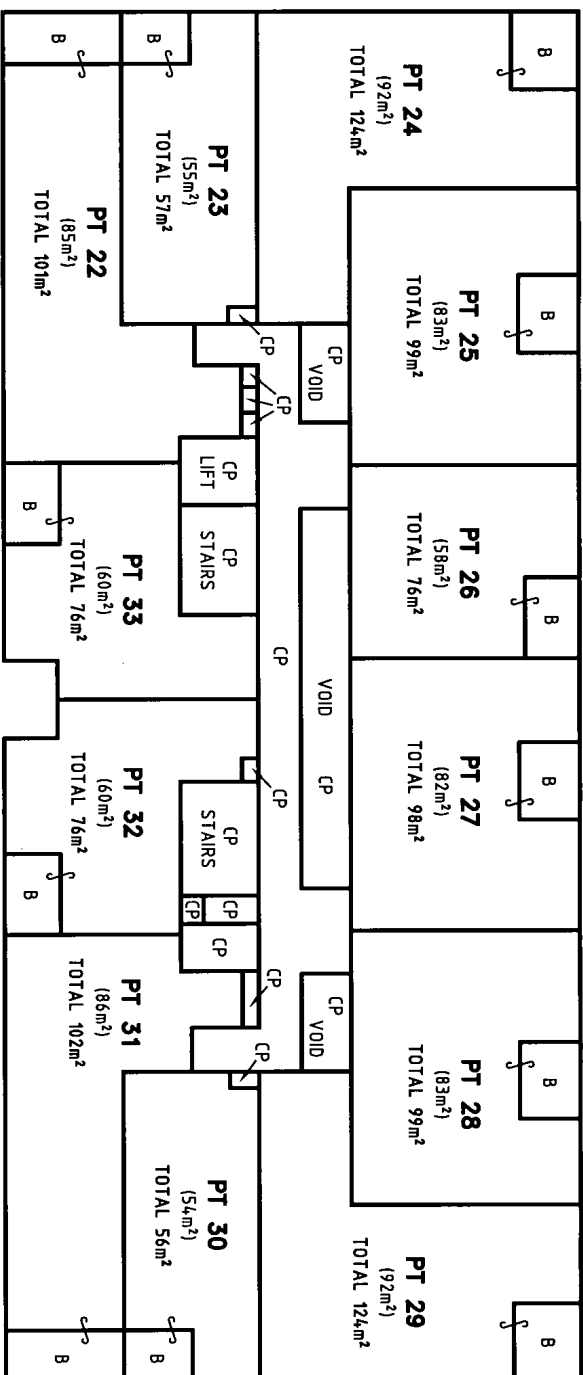 B
PT 24
(92m²)
TOTAL 124m²
B
PT 25
(83m²)
TOTAL 99m²
B
PT 26
(58m²)
TOTAL 76m²
B
PT 27
(82m²)
TOTAL 98m²
B
PT 28
(83m²)
TOTAL 99m²
B
PT 29
(92m²)
TOTAL 124m²
CP
VOID
VOID CP
CP
VOID
CP
CP
CP
CP
CP
CP
PT 23
(55m²)
TOTAL 57m²
B
CP
LIFT
CP
STAIRS
CP
STAIRS
CP
CP
CP
PT 30
(54m²)
TOTAL 56m²
B
PT 22
(85m²)
TOTAL 101m²
B
PT 33
(60m²)
TOTAL 76m²
B
PT 32
(60m²)
TOTAL 76m²
B
PT 31
(86m²)
TOTAL 102m²
B